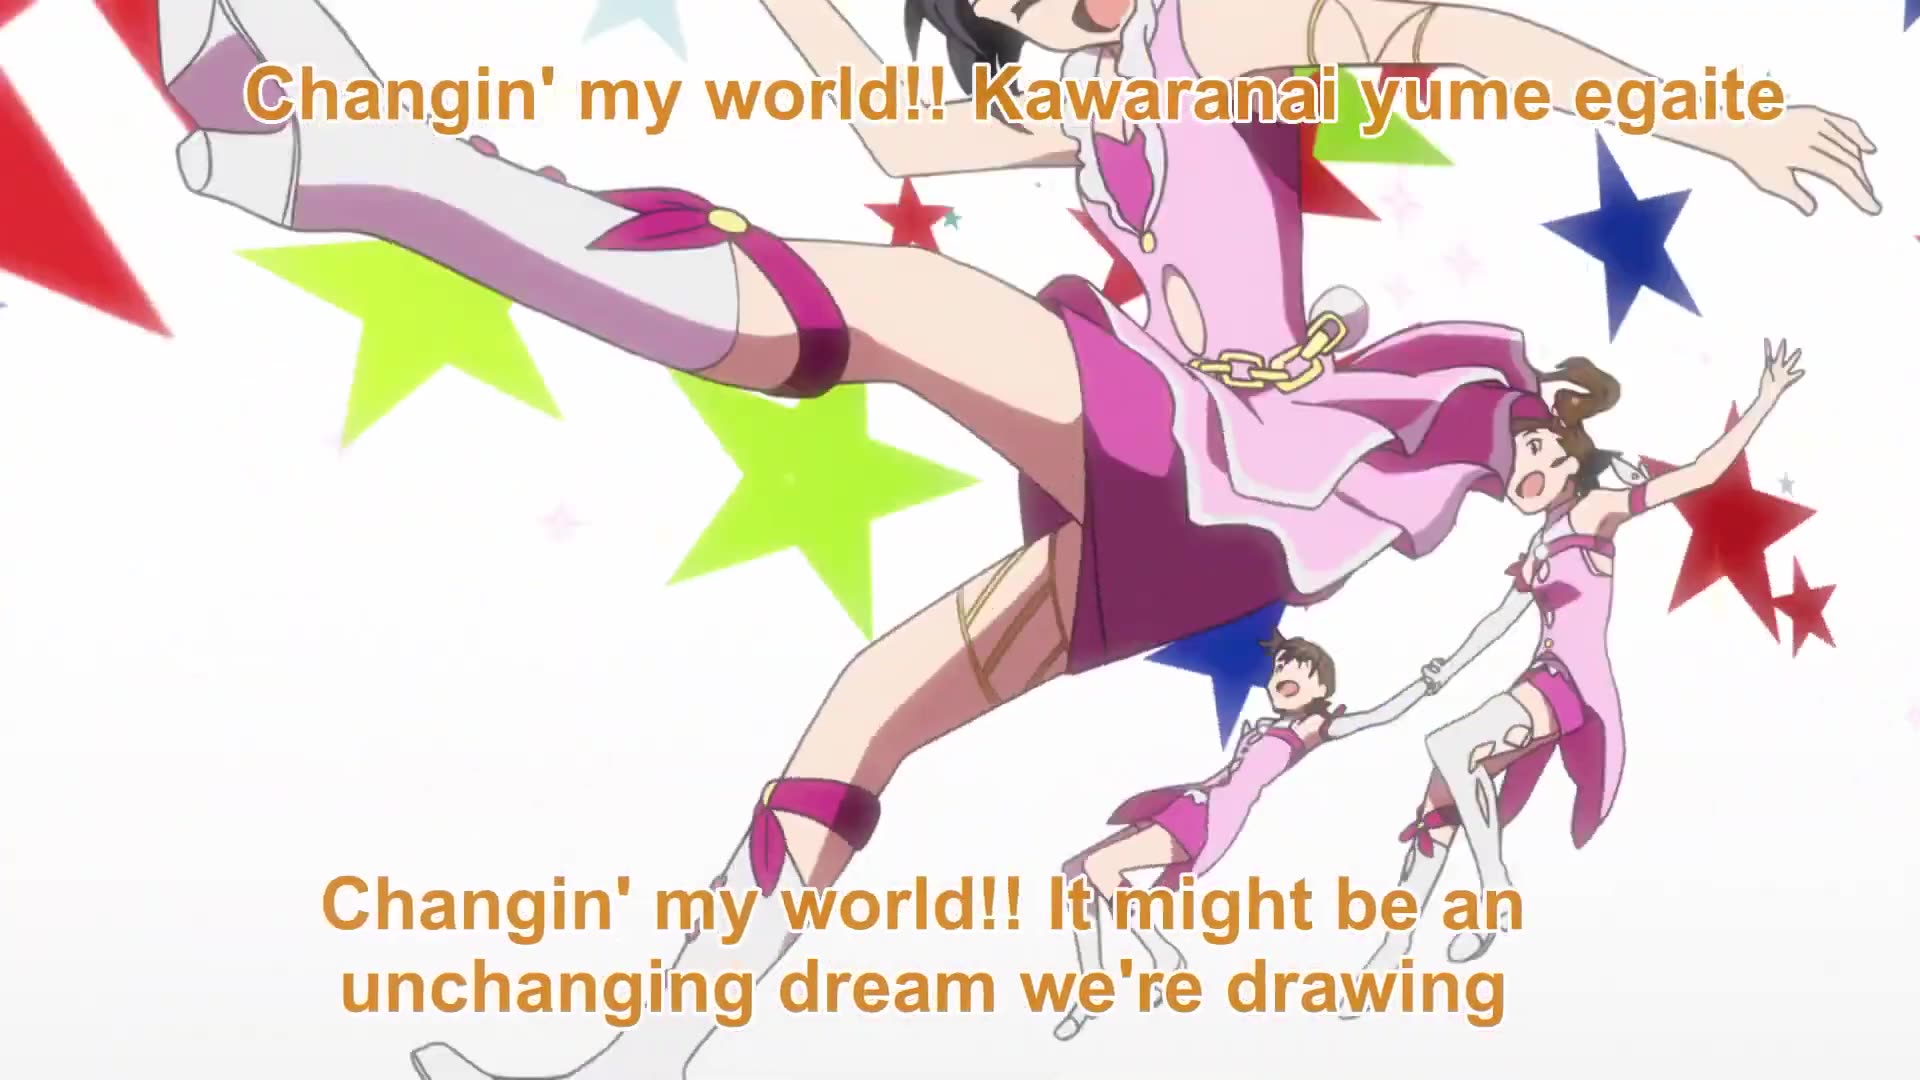 Changin' my world!! Kawaranai yume egaite
Changin' my world!! It might be an
unchanging dream we're drawing